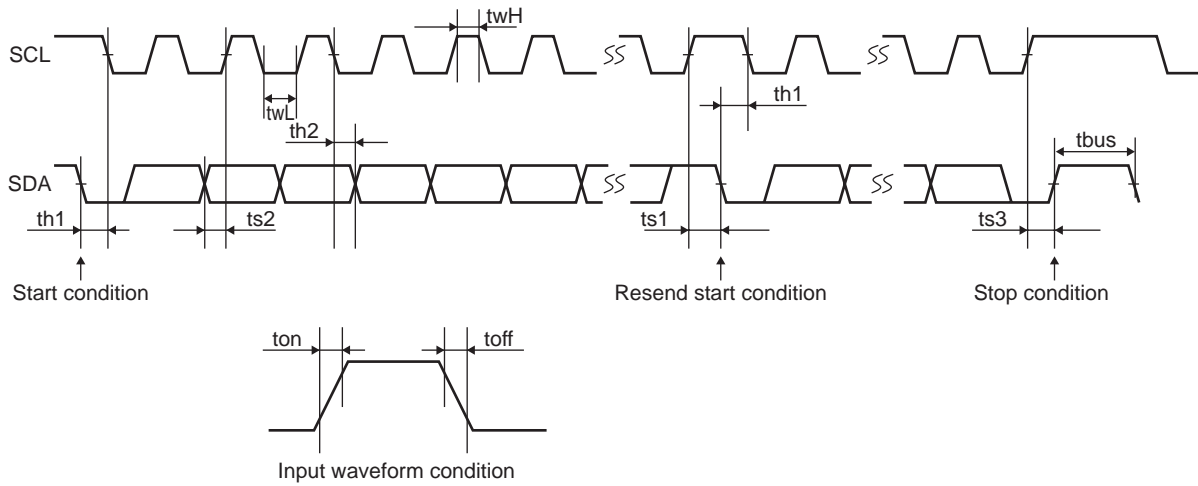 twH
SCL
twL
th1
th2
tbus
SDA
th1
ts2
ts1
ts3
Start condition
Resend start condition
Stop condition
ton
toff
Input waveform condition